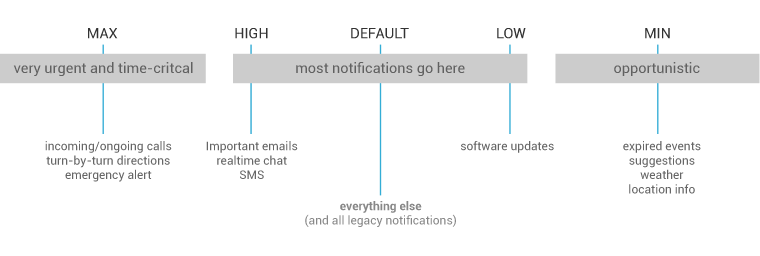 MAX HIGH DEFAULT LOW MIN
very urgent and time-critcal most notifications go here opportunistic
incoming/ongoing calls
turn-by-turn directions
emergency alert
Important emails
realtime chat
SMS
everything else
(and all legacy notifications)
software updates
expired events
suggestions
weather
location info